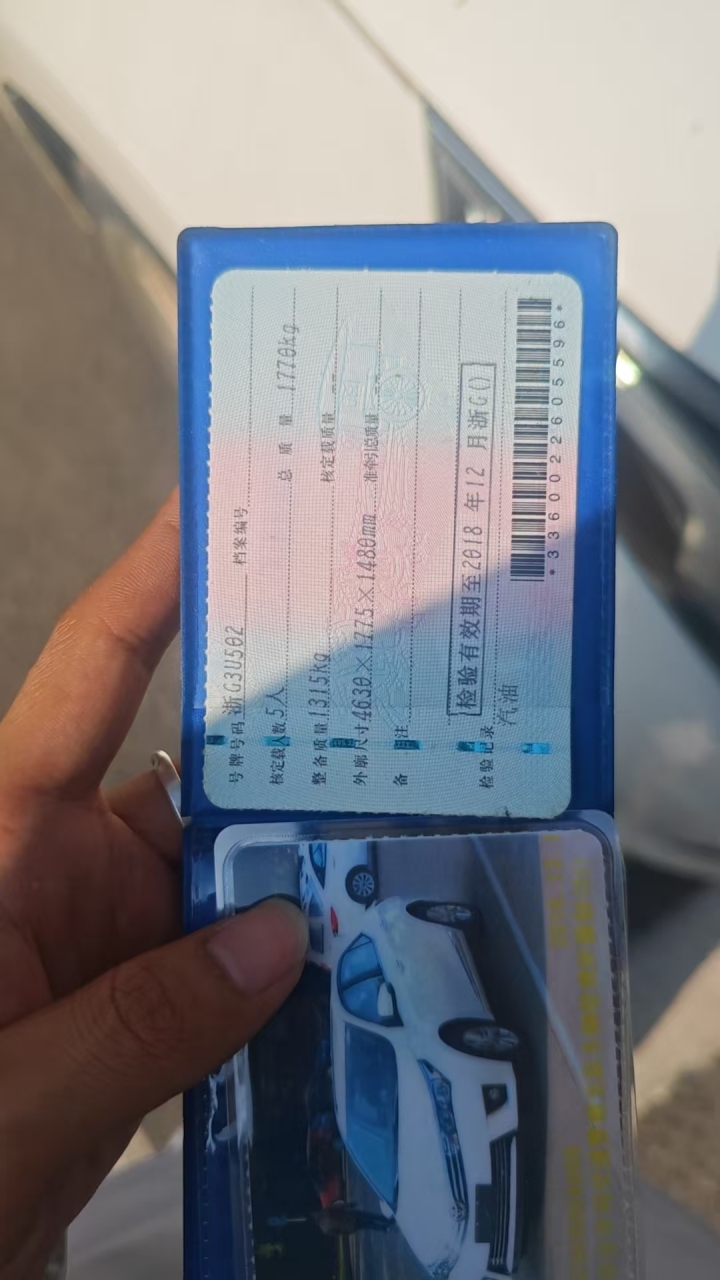 号牌号码 浙G3U502 档案编号
核定载人数 5人 总质量 1770kg
整备质量 1315kg 核定载质量
外廓尺寸 4630×1775×1480mm 准牵引总质量
备注
检验记录 检验有效期至2018年12月浙G()
汽油
*3360022605596*